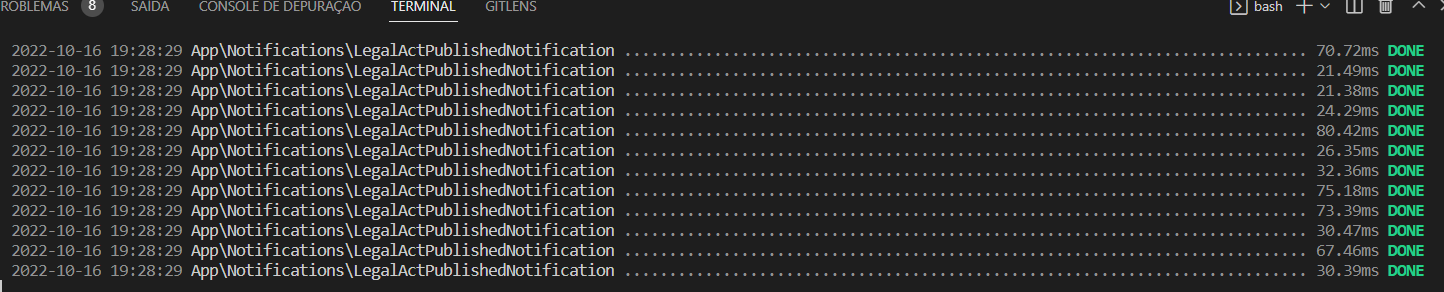 ROBLEMAS 8 SAÍDA CONSOLE DE DEPURAÇÃO TERMINAL GITLENS bash
2022-10-16 19:28:29 App\Notifications\LegalActPublishedNotification ............................................................................ 70.72ms DONE
2022-10-16 19:28:29 App\Notifications\LegalActPublishedNotification ............................................................................ 21.49ms DONE
2022-10-16 19:28:29 App\Notifications\LegalActPublishedNotification ............................................................................ 21.38ms DONE
2022-10-16 19:28:29 App\Notifications\LegalActPublishedNotification ............................................................................ 24.29ms DONE
2022-10-16 19:28:29 App\Notifications\LegalActPublishedNotification ............................................................................ 80.42ms DONE
2022-10-16 19:28:29 App\Notifications\LegalActPublishedNotification ............................................................................ 26.35ms DONE
2022-10-16 19:28:29 App\Notifications\LegalActPublishedNotification ............................................................................ 32.36ms DONE
2022-10-16 19:28:29 App\Notifications\LegalActPublishedNotification ............................................................................ 75.18ms DONE
2022-10-16 19:28:29 App\Notifications\LegalActPublishedNotification ............................................................................ 73.39ms DONE
2022-10-16 19:28:29 App\Notifications\LegalActPublishedNotification ............................................................................ 30.47ms DONE
2022-10-16 19:28:29 App\Notifications\LegalActPublishedNotification ............................................................................ 67.46ms DONE
2022-10-16 19:28:29 App\Notifications\LegalActPublishedNotification ............................................................................ 30.39ms DONE